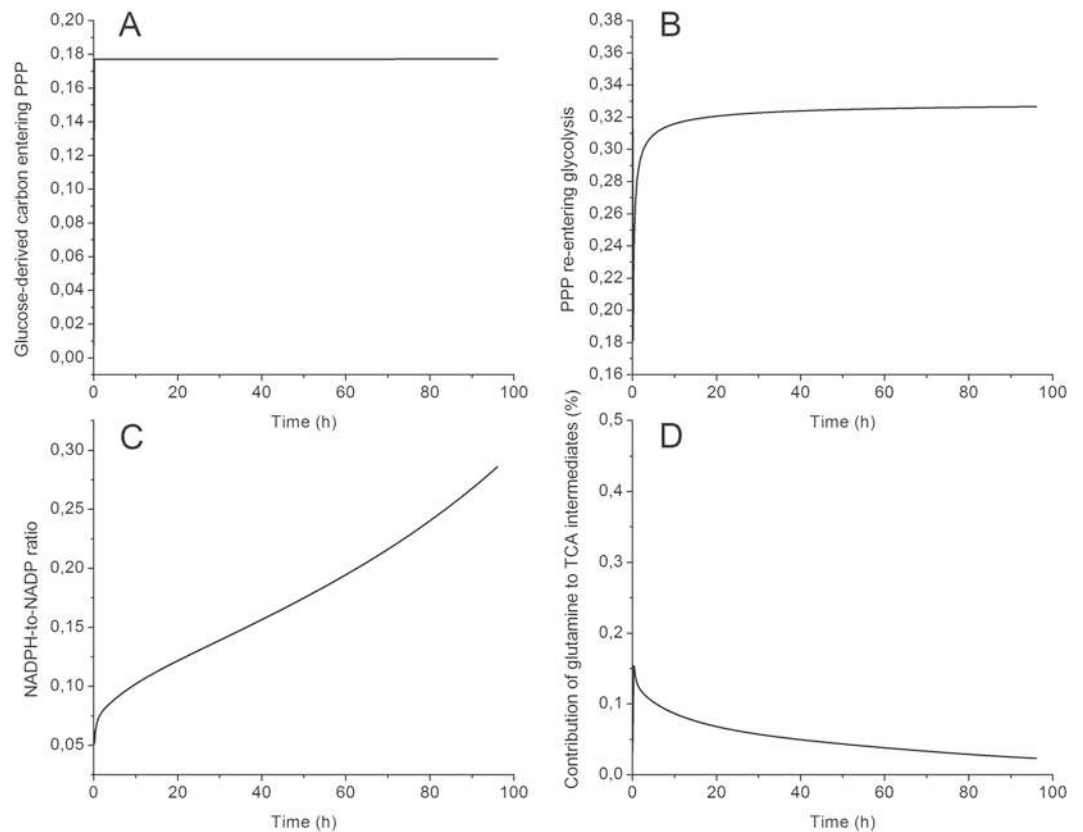 A
Glucose-derived carbon entering PPP
0,20
0,18
0,16
0,14
0,12
0,10
0,08
0,06
0,04
0,02
0,00
0 20 40 60 80 100
Time (h)
B
PPP re-entering glycolysis
0,38
0,36
0,34
0,32
0,30
0,28
0,26
0,24
0,22
0,20
0,18
0,16
0 20 40 60 80 100
Time (h)
C
NADPH-to-NADP ratio
0,30
0,25
0,20
0,15
0,10
0,05
0 20 40 60 80 100
Time (h)
D
Contribution of glutamine to TCA intermediates (%)
0,5
0,4
0,3
0,2
0,1
0,0
0 20 40 60 80 100
Time (h)